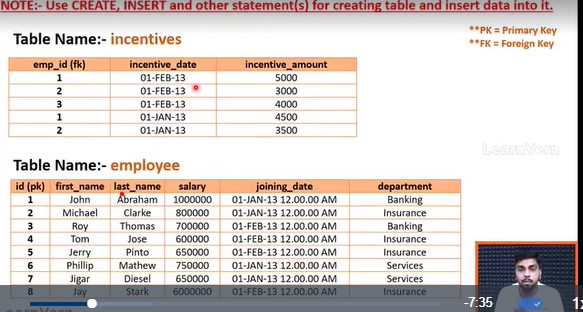 NOTE:- Use CREATE, INSERT and other statement(s) for creating table and insert data into it.
Table Name:- incentives
**PK = Primary Key
**FK = Foreign Key
emp_id (fk) incentive_date incentive_amount
1 01-FEB-13 5000
2 01-FEB-13 3000
3 01-FEB-13 4000
1 01-JAN-13 4500
2 01-JAN-13 3500
LearnVern
Table Name:- employee
id (pk) first_name last_name salary joining_date department
1 John Abraham 1000000 01-JAN-13 12.00.00 AM Banking
2 Michael Clarke 800000 01-JAN-13 12.00.00 AM Insurance
3 Roy Thomas 700000 01-FEB-13 12.00.00 AM Banking
4 Tom Jose 600000 01-FEB-13 12.00.00 AM Insurance
5 Jerry Pinto 650000 01-FEB-13 12.00.00 AM Insurance
6 Phillip Mathew 750000 01-JAN-13 12.00.00 AM Services
7 Jigar Diesel 650000 01-JAN-13 12.00.00 AM Services
8 Jay Stark 6000000 01-FEB-13 12.00.00 AM Insurance
-7:35 1x
LearnVern